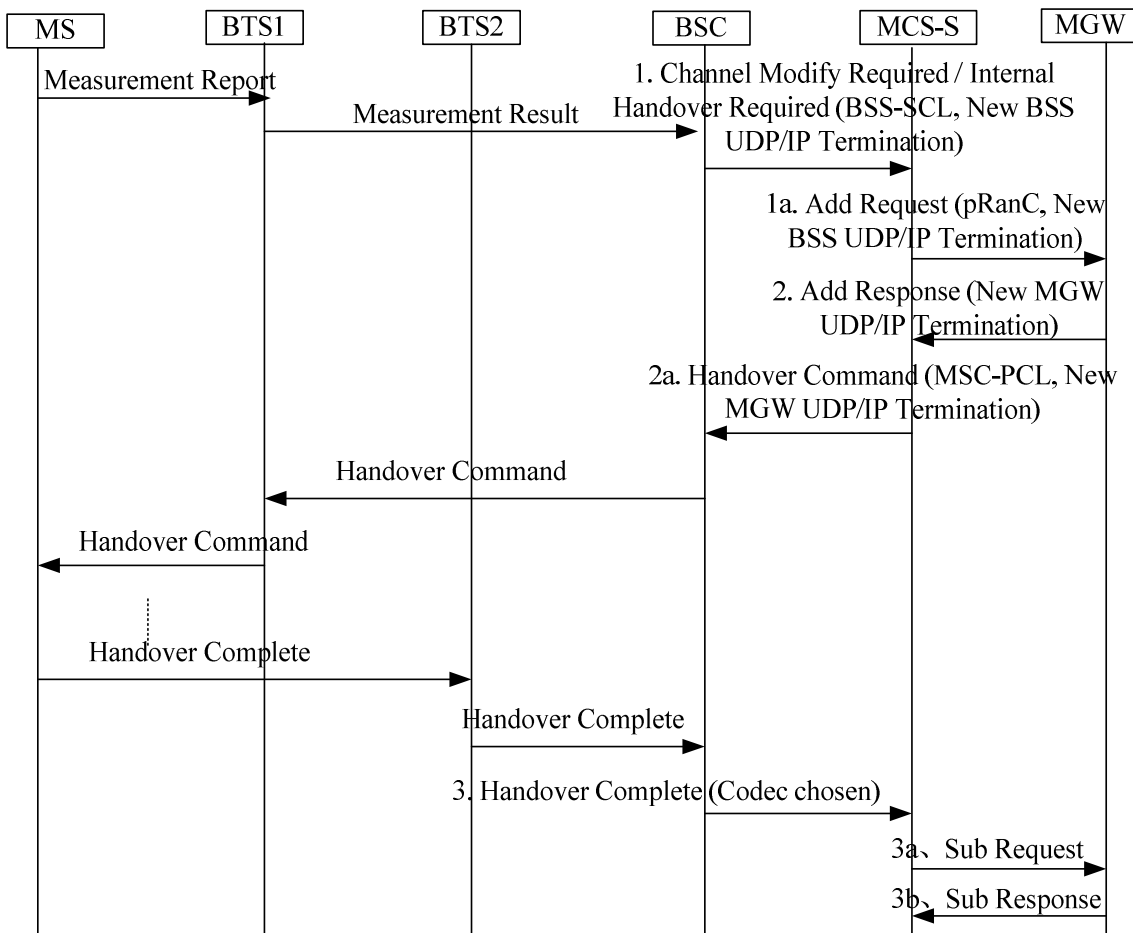 MS
BTS1
BTS2
BSC
MCS-S
MGW
Measurement Report
Measurement Result
1. Channel Modify Required / Internal
Handover Required (BSS-SCL, New BSS
UDP/IP Termination)
1a. Add Request (pRanC, New
BSS UDP/IP Termination)
2. Add Response (New MGW
UDP/IP Termination)
2a. Handover Command (MSC-PCL, New
MGW UDP/IP Termination)
Handover Command
Handover Command
Handover Complete
Handover Complete
3. Handover Complete (Codec chosen)
3a、Sub Request
3b、Sub Response